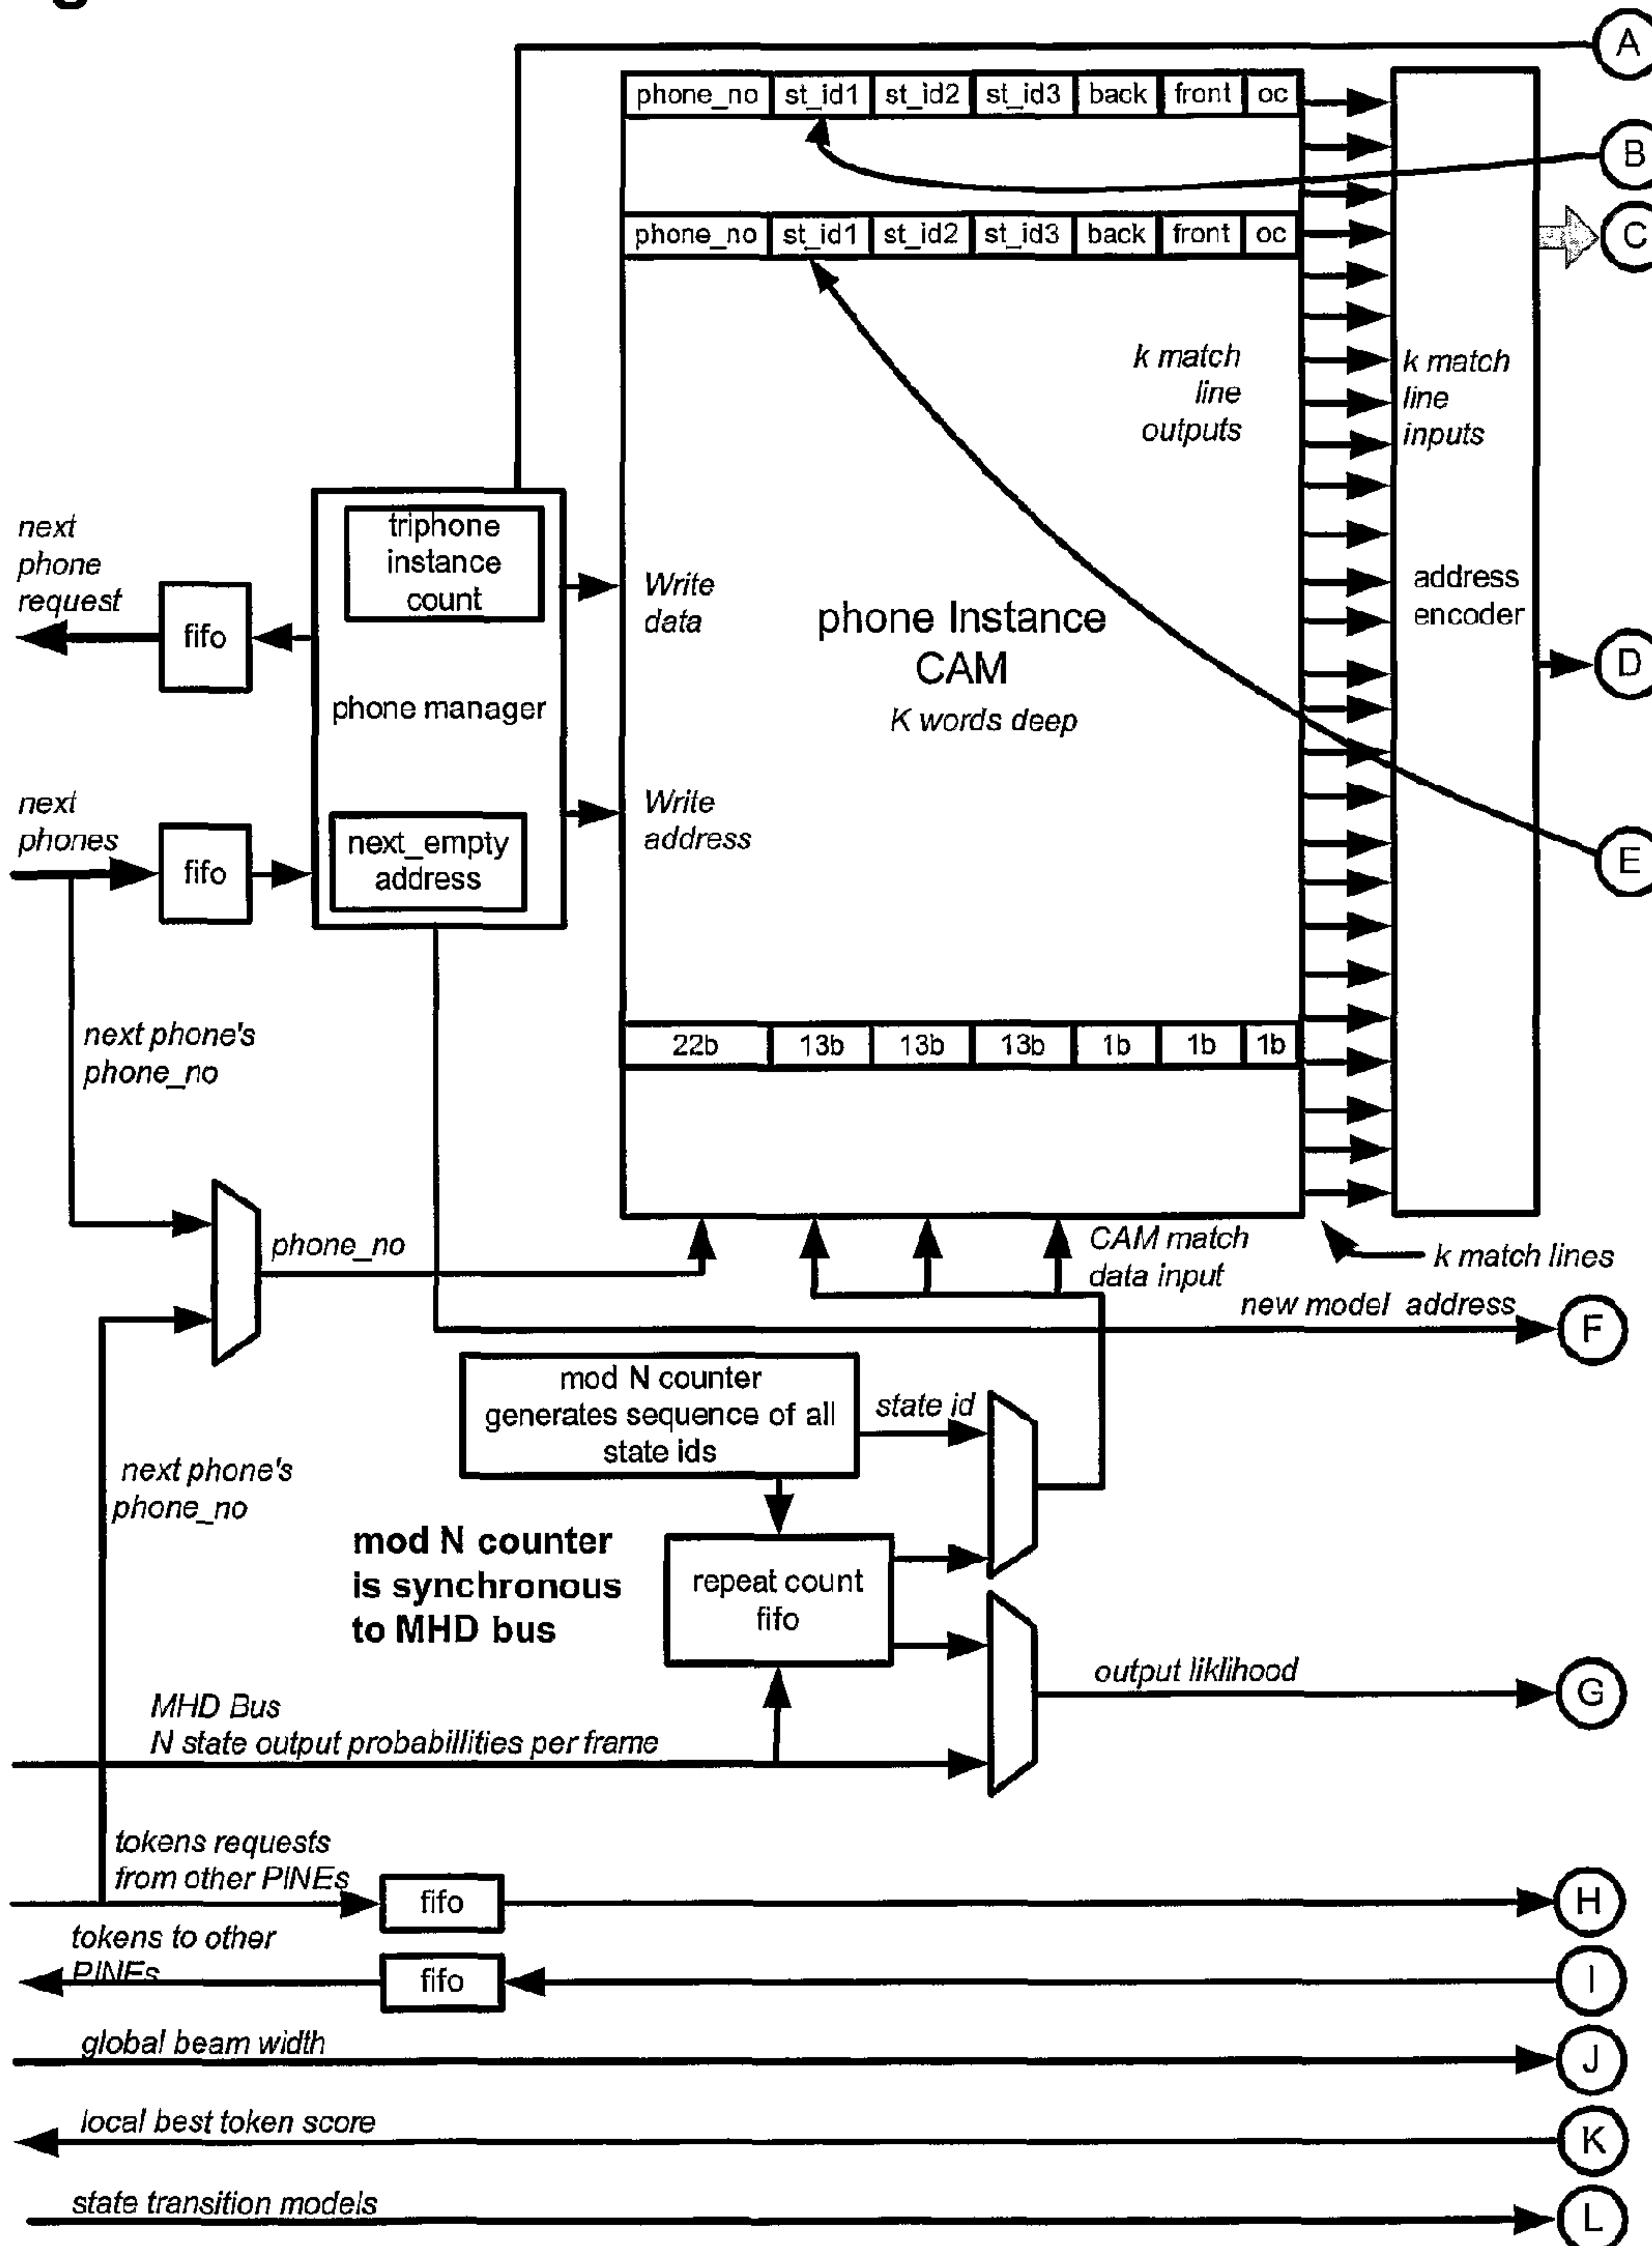 A
phone_no st_id1 st_id2 st_id3 back front oc
B
phone_no st_id1 st_id2 st_id3 back front oc
C
k match
line
outputs
k match
line
inputs
next
phone
request
fifo
triphone
instance
count
phone manager
Write
data
phone Instance
CAM
K words deep
address
encoder
D
next
phones
fifo
next_empty
address
Write
address
E
next phone's
phone_no
22b 13b 13b 13b 1b 1b 1b
phone_no
CAM match
data input
k match lines
new model address
F
mod N counter
generates sequence of all
state ids
state id
next phone's
phone_no
mod N counter
is synchronous
to MHD bus
repeat count
fifo
output liklihood
G
MHD Bus
N state output probabillities per frame
tokens requests
from other PINEs
fifo
H
tokens to other
PINEs
fifo
I
global beam width
J
local best token score
K
state transition models
L